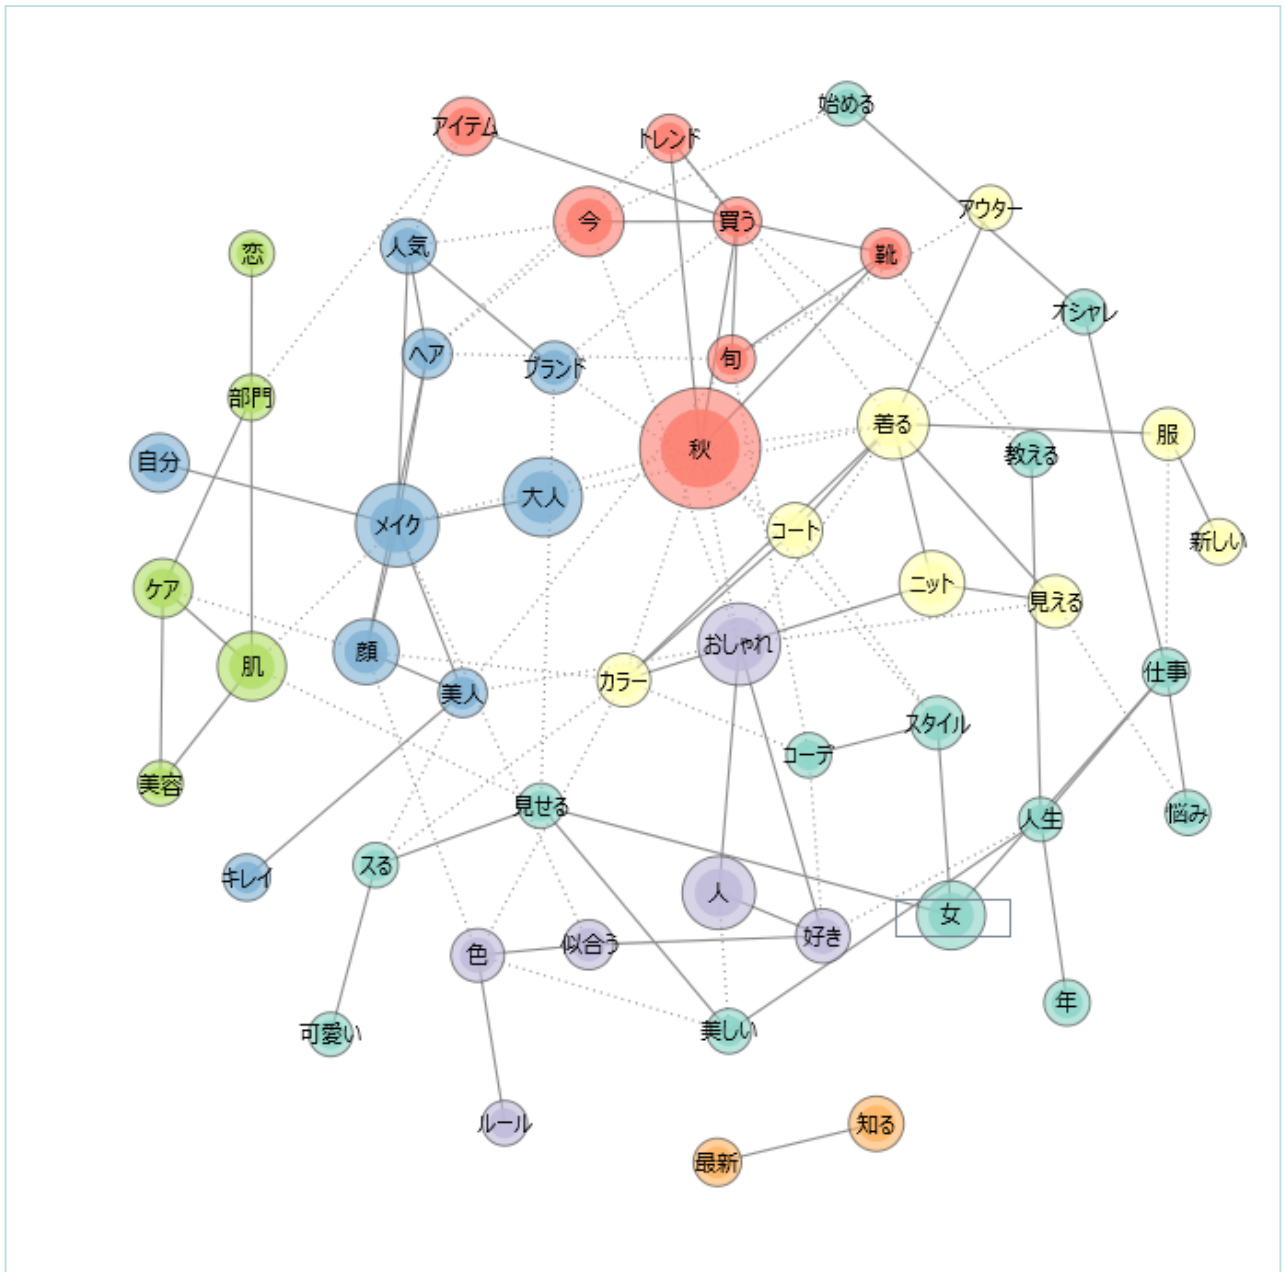 始める
アイテム
トレンド
アウター
今
買う
人気
恋
靴
オシャレ
ヘア
旬
ブランド
部門
着る
服
秋
教える
自分
大人
メイク
コート
新しい
ニット
ケア
見える
おしゃれ
顔
肌
仕事
カラー
美人
スタイル
コーデ
美容
見せる
悩み
人生
スる
キレイ
人
女
好き
似合う
色
年
美しい
可愛い
ルール
知る
最新